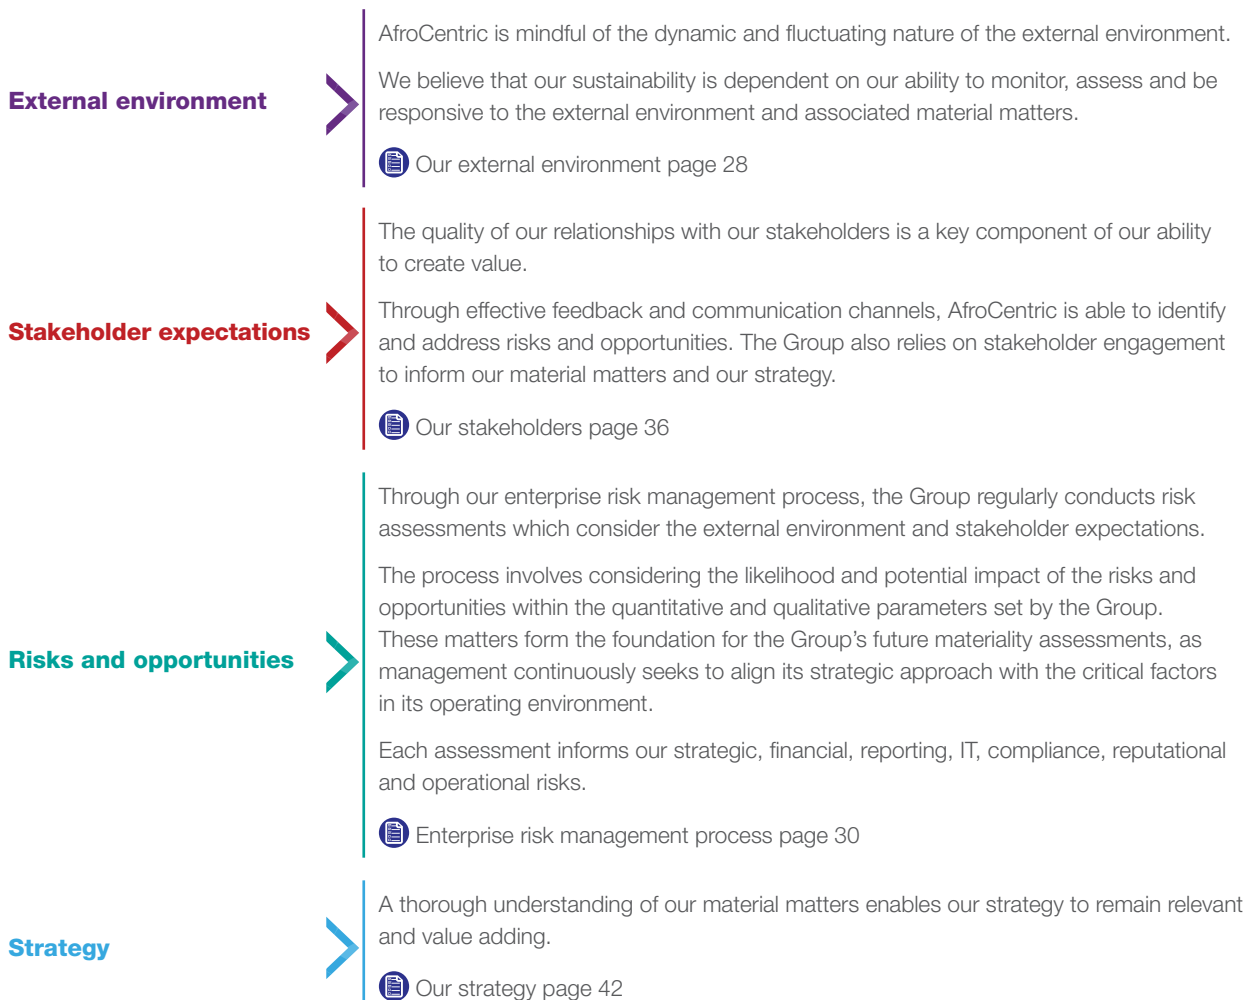 External environment
AfroCentric is mindful of the dynamic and fluctuating nature of the external environment.
We believe that our sustainability is dependent on our ability to monitor, assess and be
responsive to the external environment and associated material matters.
Our external environment page 28
Stakeholder expectations
The quality of our relationships with our stakeholders is a key component of our ability
to create value.
Through effective feedback and communication channels, AfroCentric is able to identify
and address risks and opportunities. The Group also relies on stakeholder engagement
to inform our material matters and our strategy.
Our stakeholders page 36
Risks and opportunities
Through our enterprise risk management process, the Group regularly conducts risk
assessments which consider the external environment and stakeholder expectations.
The process involves considering the likelihood and potential impact of the risks and
opportunities within the quantitative and qualitative parameters set by the Group.
These matters form the foundation for the Group’s future materiality assessments, as
management continuously seeks to align its strategic approach with the critical factors
in its operating environment.
Each assessment informs our strategic, financial, reporting, IT, compliance, reputational
and operational risks.
Enterprise risk management process page 30
Strategy
A thorough understanding of our material matters enables our strategy to remain relevant
and value adding.
Our strategy page 42